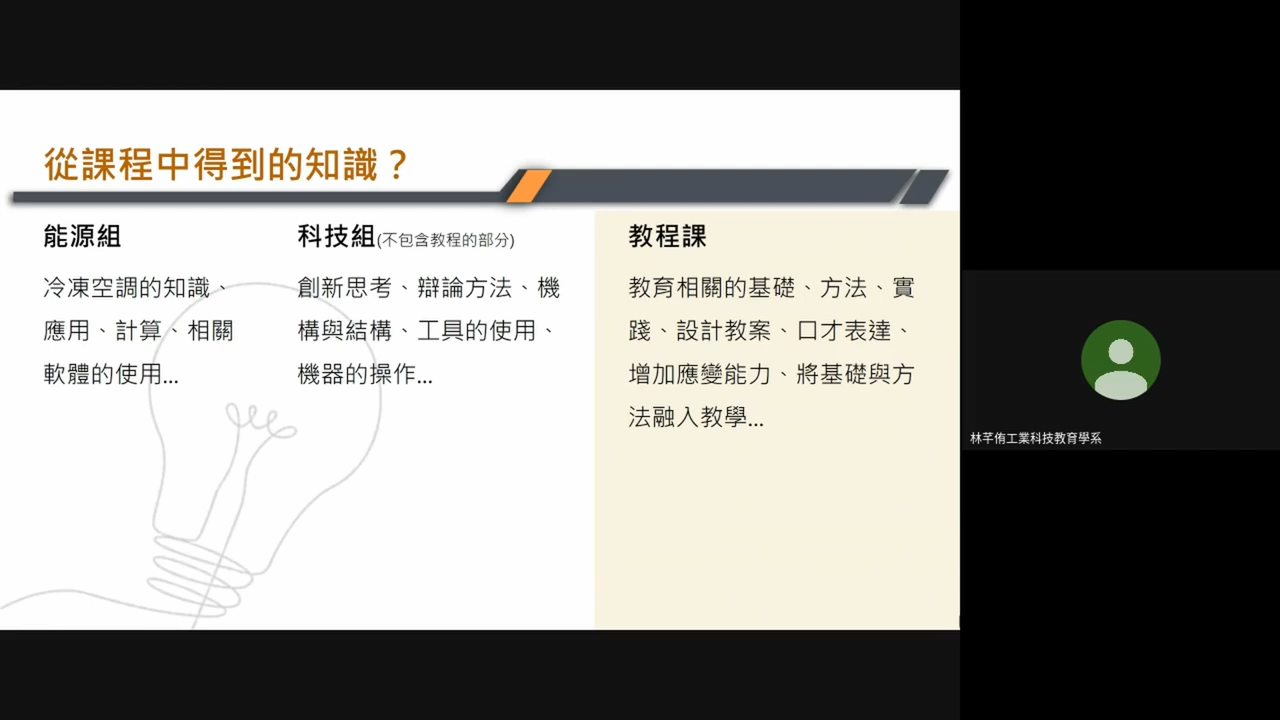 從課程中得到的知識？
能源組
冷凍空調的知識、
應用、計算、相關
軟體的使用…
科技組(不包含教程的部分)
創新思考、辯論方法、機
構與結構、工具的使用、
機器的操作…
教程課
教育相關的基礎、方法、實
踐、設計教案、口才表達、
增加應變能力、將基礎與方
法融入教學…
林芊侑工業科技教育學系